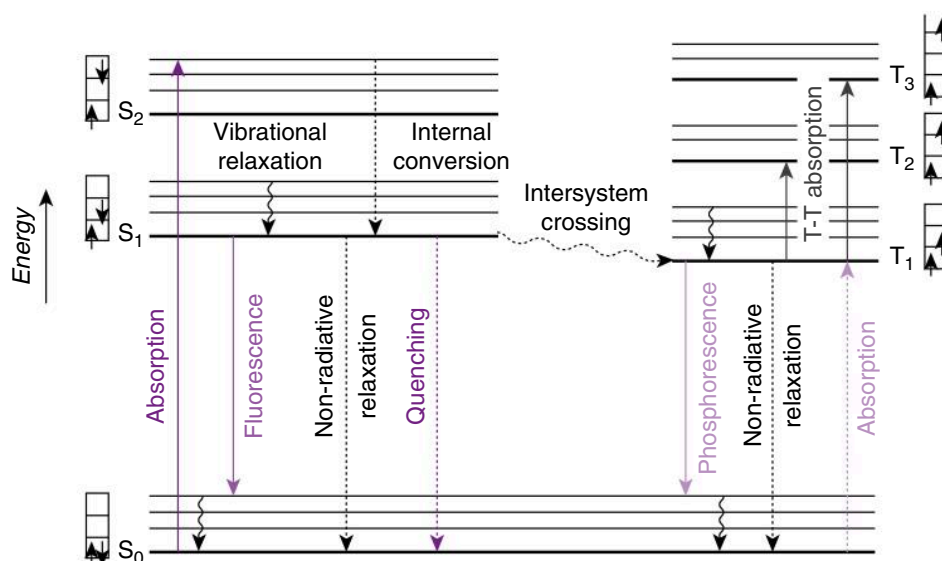 S2
Vibrational
relaxation
Internal
conversion
T3
T2
T-T absorption
Energy
S1
Intersystem
crossing
T1
Absorption
Fluorescence
Non-radiative
relaxation
Quenching
Phosphorescence
Non-radiative
relaxation
Absorption
S0